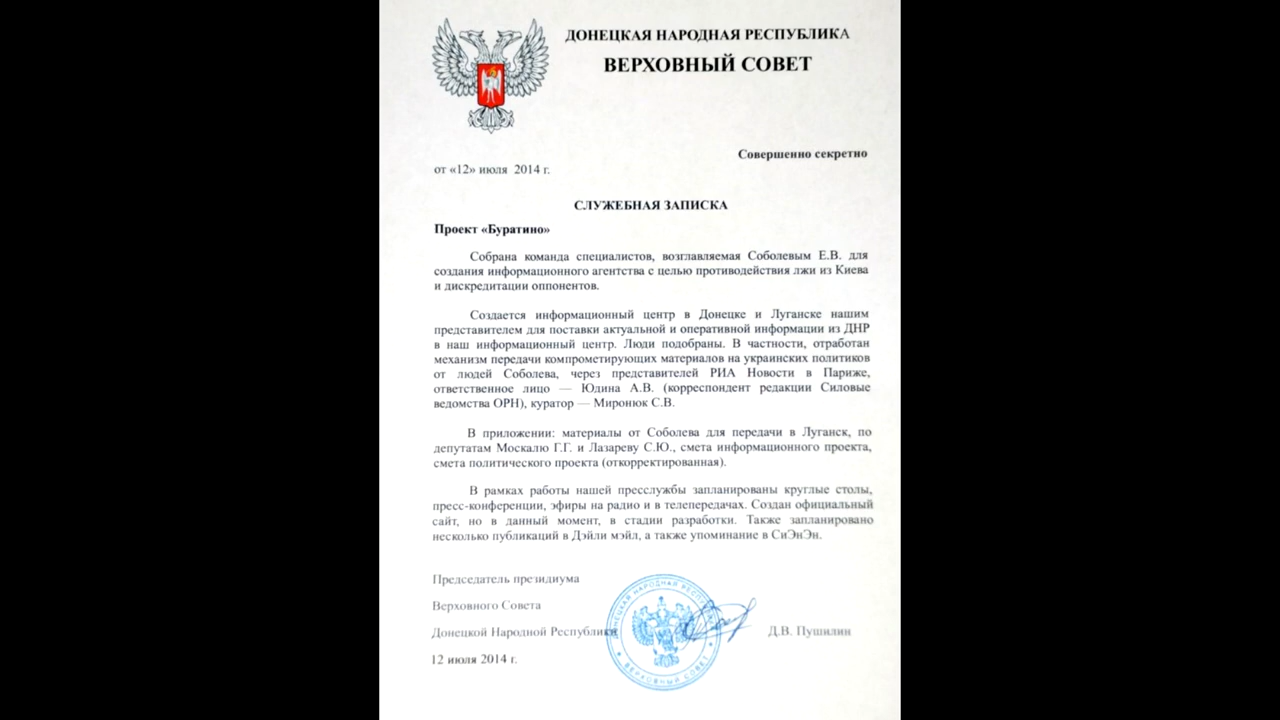 ДОНЕЦКАЯ НАРОДНАЯ РЕСПУБЛИКА
ВЕРХОВНЫЙ СОВЕТ
Совершенно секретно
от «12» июля 2014 г.
СЛУЖЕБНАЯ ЗАПИСКА
Проект «Буратино»
Собрана команда специалистов, возглавляемая Соболевым Е.В. для
создания информационного агентства с целью противодействия лжи из Киева
и дискредитации оппонентов.
Создается информационный центр в Донецке и Луганске нашим
представителем для поставки актуальной и оперативной информации из ДНР
в наш информационный центр. Люди подобраны. В частности, отработан
механизм передачи компрометирующих материалов на украинских политиков
от людей Соболева, через представителей РИА Новости в Париже,
ответственное лицо — Юдина А.В. (корреспондент редакции Силовые
ведомства ОРН), куратор — Миронюк С.В.
В приложении: материалы от Соболева для передачи в Луганск, по
депутатам Москалю Г.Г. и Лазареву С.Ю., смета информационного проекта,
смета политического проекта (откорректированная).
В рамках работы нашей пресслужбы запланированы круглые столы,
пресс-конференции, эфиры на радио и в телепередачах. Создан официальный
сайт, но в данный момент, в стадии разработки. Также запланировано
несколько публикаций в Дэйли мэйл, а также упоминание в СиЭнЭн.
Председатель президиума
Верховного Совета
Донецкой Народной Республики
Д.В. Пушилин
12 июля 2014 г.
ДОНЕЦКАЯ НАРОДНАЯ РЕСПУБЛИКА
ВЕРХОВНЫЙ СОВЕТ